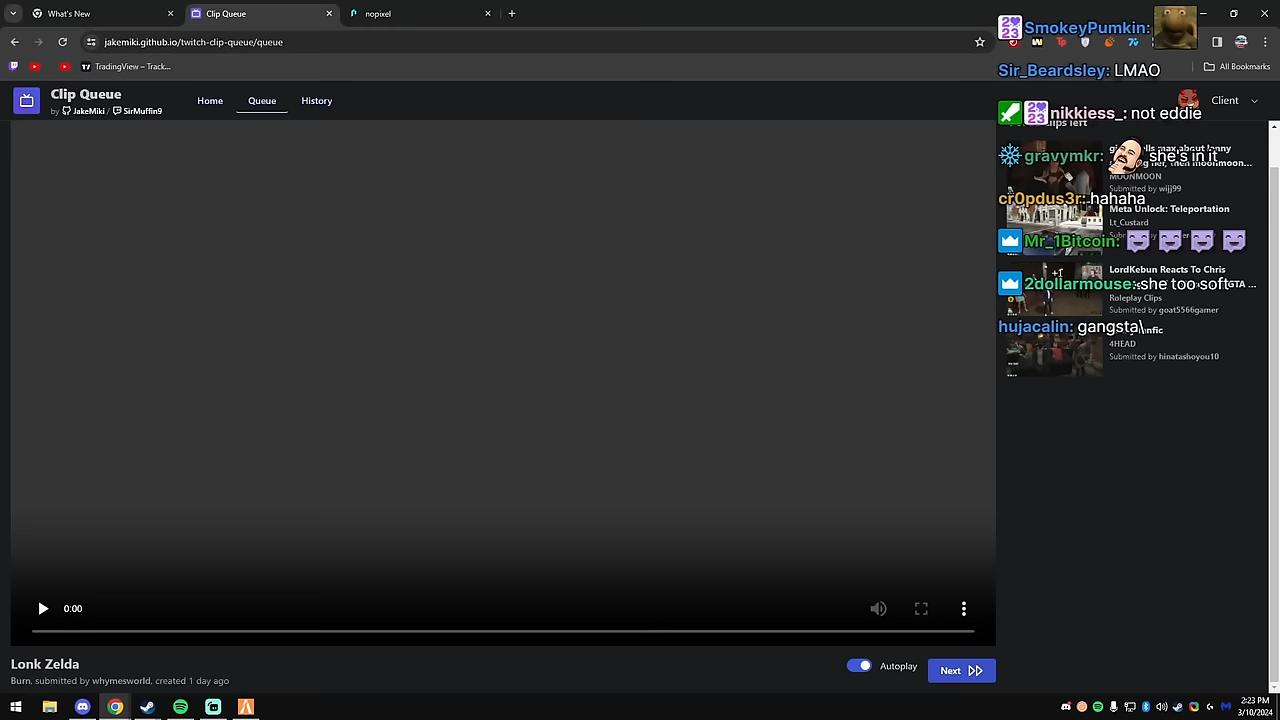 What's New
Clip Queue
nopixel
SmokeyPumkin:
jakemiki.github.io/twitch-clip-queue/queue
TradingView – Track...
Sir_Beardsley: LMAO
All Bookmarks
Clip Queue
by JakeMiki / SirMuffin9
Home
Queue
History
Client
nikkiess_: not eddie
lips left
gravymkr: she's in it
MOONMOON
Submitted by wijj99
cr0pdus3r: hahaha
Meta Unlock: Teleportation
Lt_Custard
Mr_1Bitcoin:
LordKebun Reacts To Chris
2dollarmouse: she too soft
GTA ...
Roleplay Clips
Submitted by goat5566gamer
hujacalin: gangsta\
nfic
4HEAD
Submitted by hinatashoyou10
0:00
Lonk Zelda
Burn. submitted by whymesworld, created 1 day ago
Autoplay
Next
2:23 PM
3/10/2024